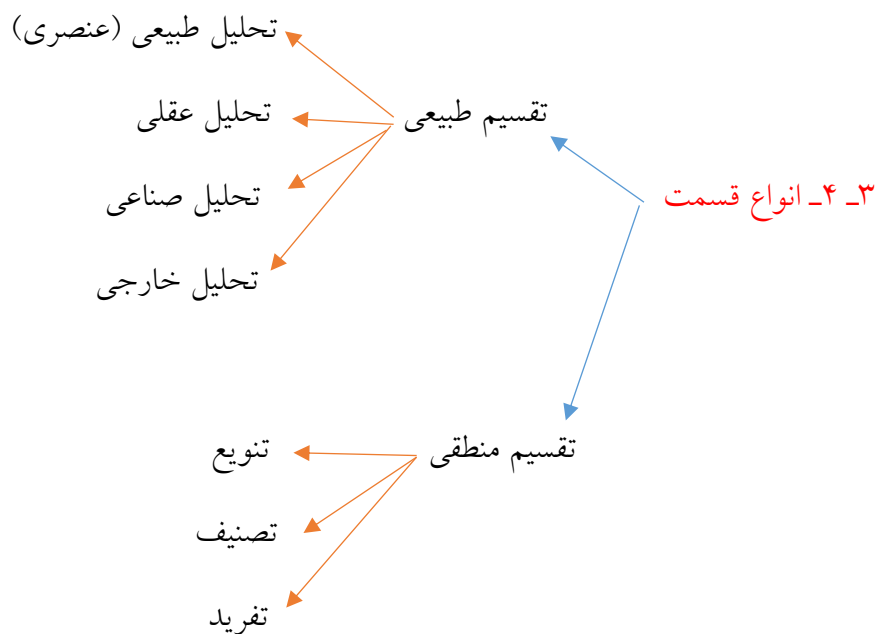 ۳ـ ۴ـ انواع قسمت
تقسیم طبیعی
تحلیل طبیعی (عنصری)
تحلیل عقلی
تحلیل صناعی
تحلیل خارجی
تقسیم منطقی
تنویع
تصنیف
تفرید